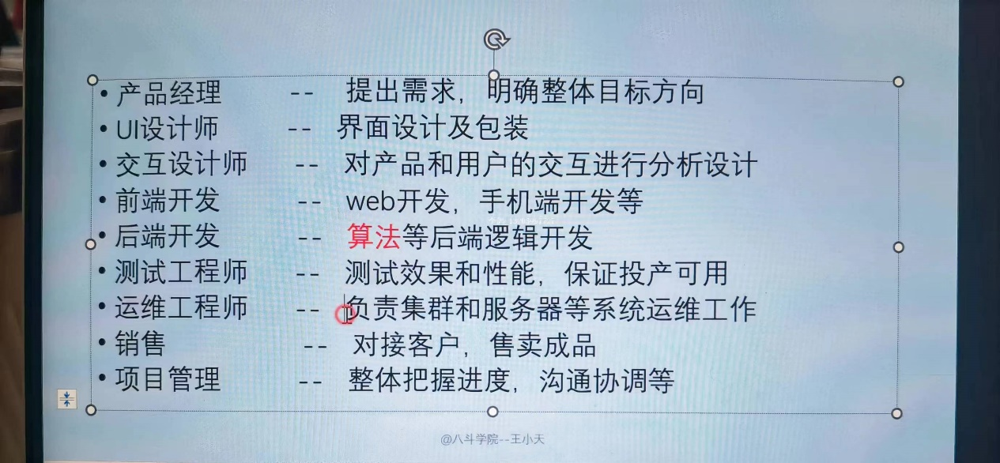 • 产品经理 -- 提出需求，明确整体目标方向
• UI设计师 -- 界面设计及包装
• 交互设计师 -- 对产品和用户的交互进行分析设计
• 前端开发 -- web开发，手机端开发等
• 后端开发 -- 算法等后端逻辑开发
• 测试工程师 -- 测试效果和性能，保证投产可用
• 运维工程师 -- 负责集群和服务器等系统运维工作
• 销售 -- 对接客户，售卖成品
• 项目管理 -- 整体把握进度，沟通协调等
@八斗学院--王小天